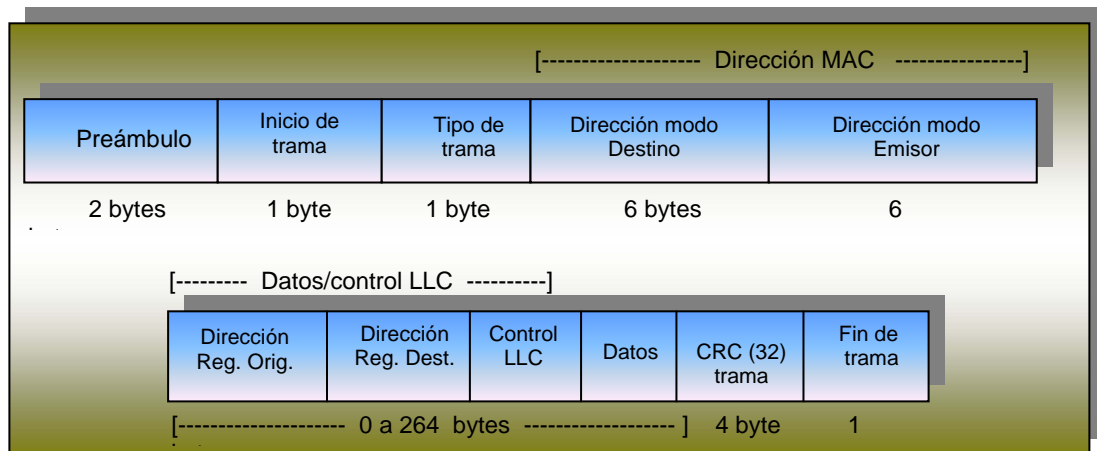 [-------------------- Dirección MAC ----------------]
Preámbulo
Inicio de
trama
Tipo de
trama
Dirección modo
Destino
Dirección modo
Emisor
2 bytes 1 byte 1 byte 6 bytes 6
[--------- Datos/control LLC ----------]
Dirección
Reg. Orig.
Dirección
Reg. Dest.
Control
LLC
Datos
CRC (32)
trama
Fin de
trama
[--------------------- 0 a 264 bytes ------------------- ] 4 byte 1